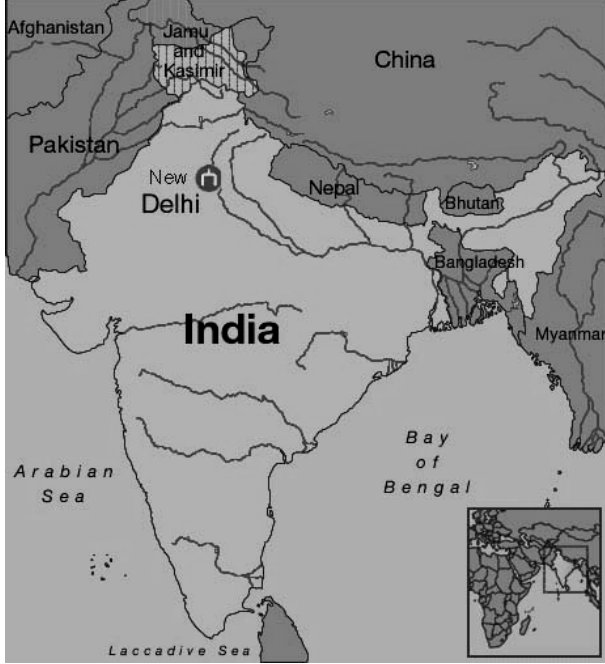 Afghanistan
Jamu
and
Kasimir
China
Pakistan
New
Delhi
Nepal
Bhutan
Bangladesh
India
Myanmar
Arabian
Sea
Bay
of
Bengal
Laccadive Sea